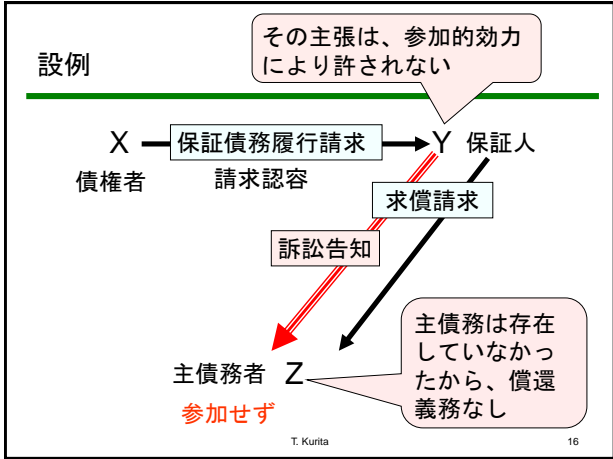 設例
その主張は、参加的効力
により許されない
X
保証債務履行請求
Y
保証人
債権者
請求認容
求償請求
訴訟告知
主債務者 Z
参加せず
主債務は存在
していなかっ
たから、償還
義務なし
T. Kurita
16